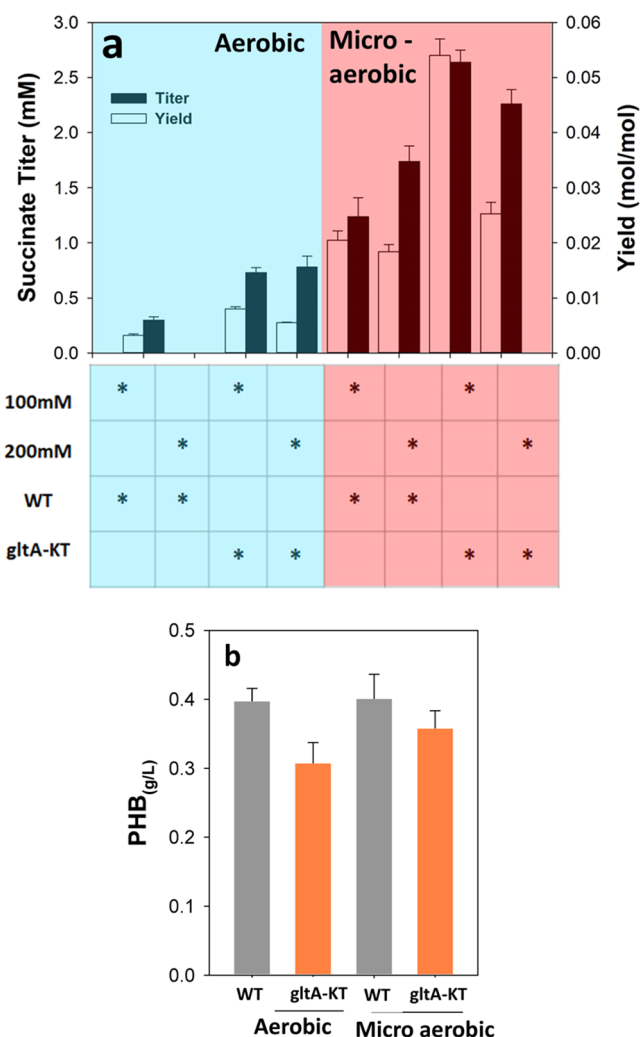 a
Aerobic
Micro -
aerobic
Titer
Yield
Succinate Titer (mM)
3.0
2.5
2.0
1.5
1.0
0.5
0.0
Yield (mol/mol)
0.06
0.05
0.04
0.03
0.02
0.01
0.00
100mM * * * *
200mM * * * *
WT * * * *
gltA-KT * * * *
b
PHB(g/L)
0.5
0.4
0.3
0.2
0.1
0.0
WT gltA-KT WT gltA-KT
Aerobic Micro aerobic